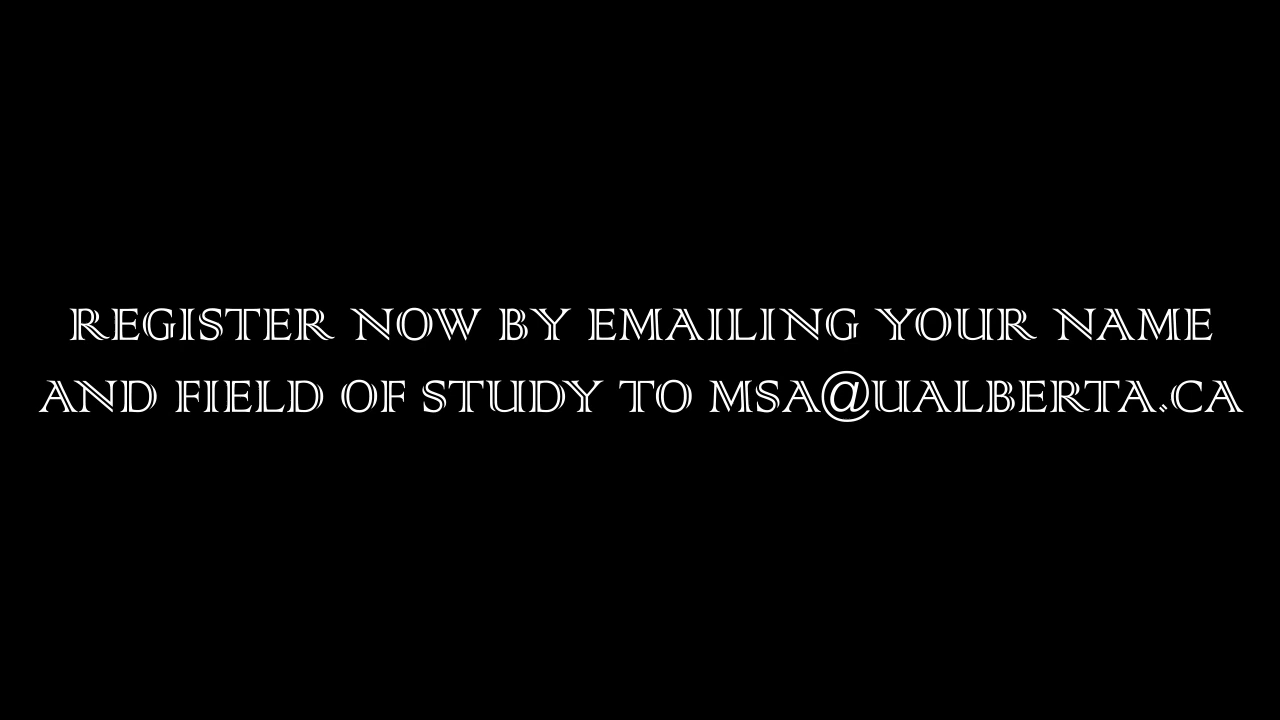 REGISTER NOW BY EMAILING YOUR NAME
AND FIELD OF STUDY TO MSA@UALBERTA.CA